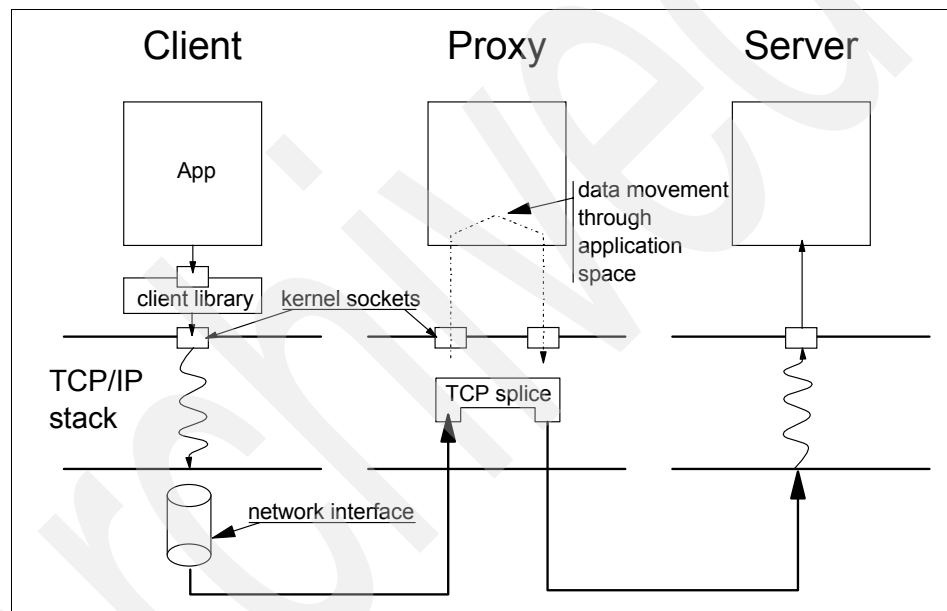 Client
Proxy
Server
App
data movement
through
application
space
client library
kernel sockets
TCP/IP
stack
TCP splice
network interface